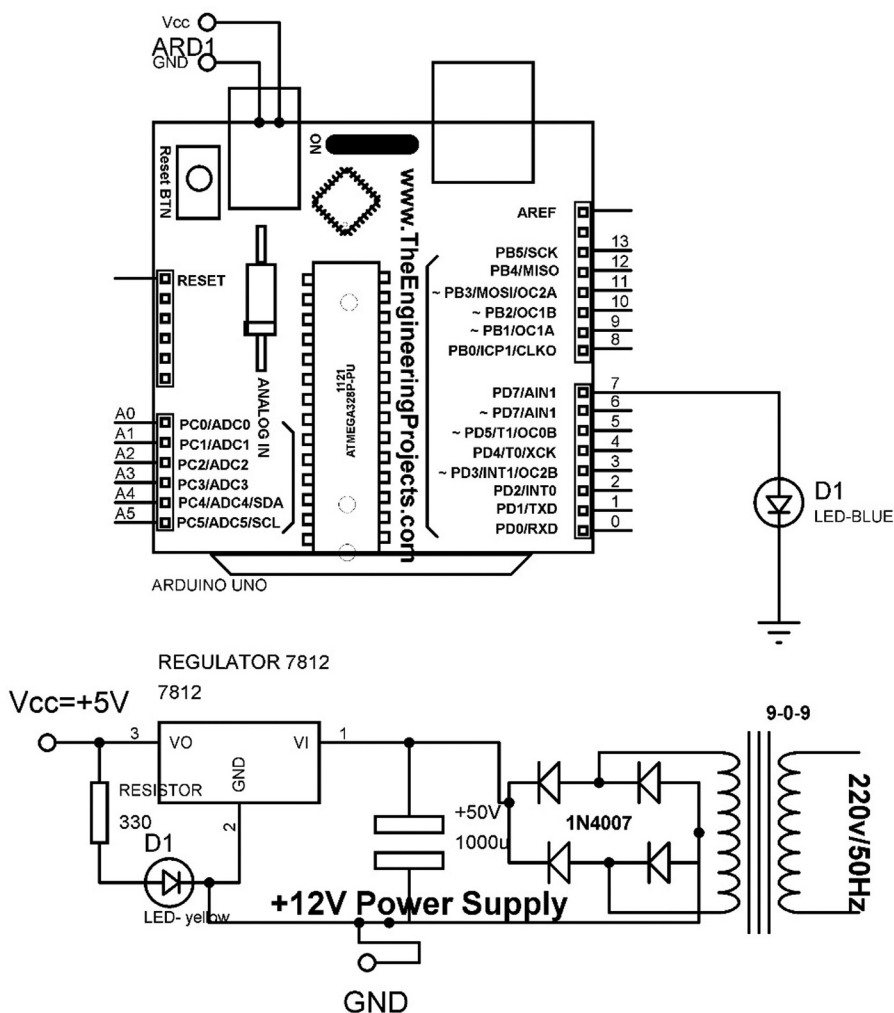 Vcc
ARD1
GND
Reset BTN
ON
www.TheEngineeringProjects.com
RESET
ANALOG IN
1121
ATMEGA328P-PU
A0 PC0/ADC0
A1 PC1/ADC1
A2 PC2/ADC2
A3 PC3/ADC3
A4 PC4/ADC4/SDA
A5 PC5/ADC5/SCL
AREF
PB5/SCK 13
PB4/MISO 12
~ PB3/MOSI/OC2A 11
~ PB2/OC1B 10
~ PB1/OC1A 9
PB0/ICP1/CLKO 8
PD7/AIN1 7
~ PD7/AIN1 6
~ PD5/T1/OC0B 5
PD4/T0/XCK 4
~ PD3/INT1/OC2B 3
PD2/INT0 2
PD1/TXD 1
PD0/RXD 0
D1
LED-BLUE
ARDUINO UNO
REGULATOR 7812
7812
Vcc=+5V
3 VO VI 1
GND
2
RESISTOR
330
D1
LED- yellow
+50V
1000u
1N4007
9-0-9
220v/50Hz
+12V Power Supply
GND